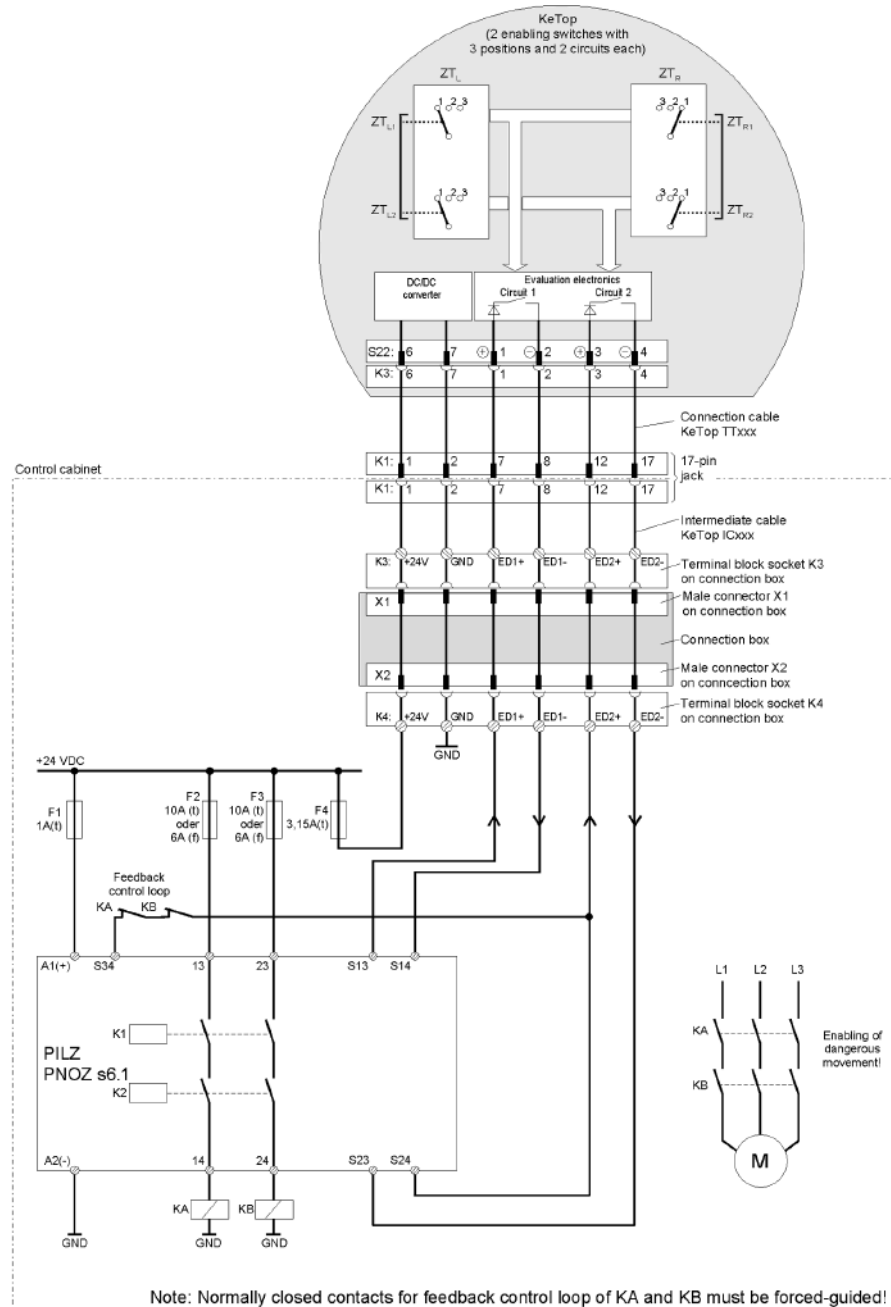 KeTop
(2 enabling switches with
3 positions and 2 circuits each)
ZTL ZTR
1 2 3 3 2 1
ZTL1 ZTR1
1 2 3 3 2 1
ZTL2 ZTR2
DC/DC
converter
Evaluation electronics
Circuit 1 Circuit 2
S22: 6 7 + 1 - 2 + 3 - 4
K3: 6 7 1 2 3 4
Connection cable
KeTop TTxxx
K1: 1 2 7 8 12 17
K1: 1 2 7 8 12 17
17-pin
jack
Control cabinet
Intermediate cable
KeTop ICxxx
K3: +24V GND ED1+ ED1- ED2+ ED2-
Terminal block socket K3
on connection box
X1
Male connector X1
on connection box
Connection box
X2
Male connector X2
on conncection box
K4: +24V GND ED1+ ED1- ED2+ ED2-
Terminal block socket K4
on connection box
GND
+24 VDC
F1
1A(t)
F2
10A (t)
oder
6A (f)
F3
10A (t)
oder
6A (f)
F4
3,15A(t)
Feedback
control loop
KA KB
A1(+) S34 13 23 S13 S14
K1
PILZ
PNOZ s6.1
K2
A2(-) 14 24 S23 S24
KA KB
GND GND GND
L1 L2 L3
KA
KB
Enabling of
dangerous
movement!
M
Note: Normally closed contacts for feedback control loop of KA and KB must be forced-guided!